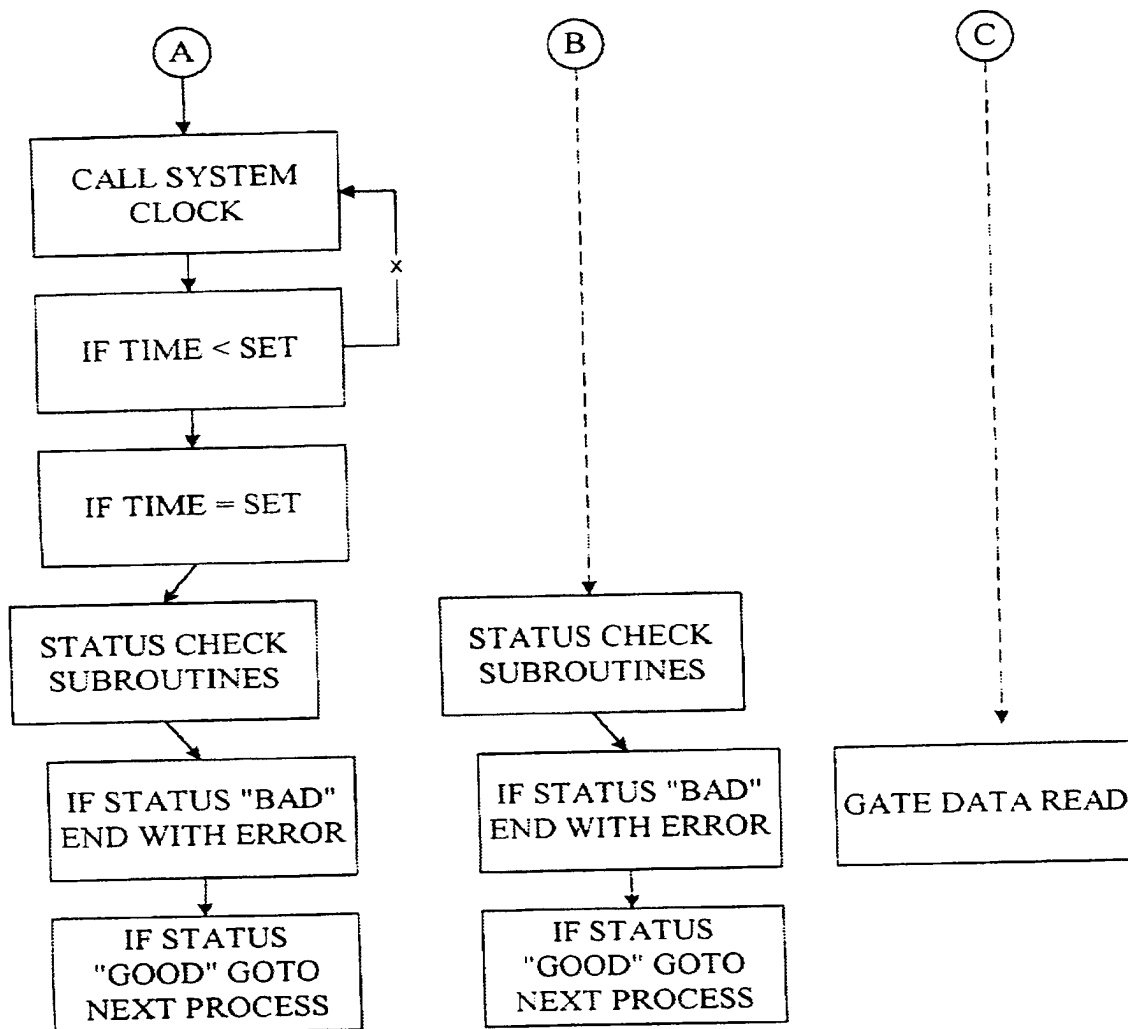 A
B
C
CALL SYSTEM
CLOCK
x
IF TIME < SET
IF TIME = SET
STATUS CHECK
SUBROUTINES
IF STATUS "BAD"
END WITH ERROR
IF STATUS
"GOOD" GOTO
NEXT PROCESS
STATUS CHECK
SUBROUTINES
IF STATUS "BAD"
END WITH ERROR
IF STATUS
"GOOD" GOTO
NEXT PROCESS
GATE DATA READ